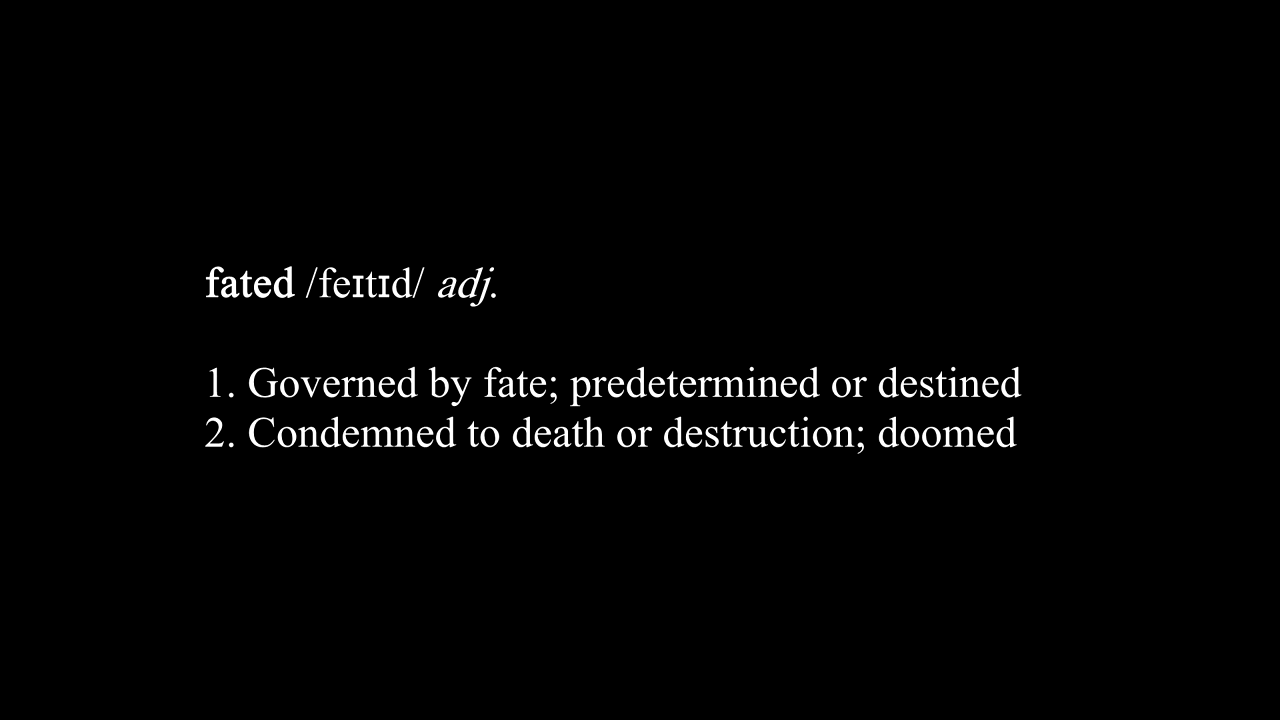 fated /feɪtɪd/ adj.
1. Governed by fate; predetermined or destined
2. Condemned to death or destruction; doomed